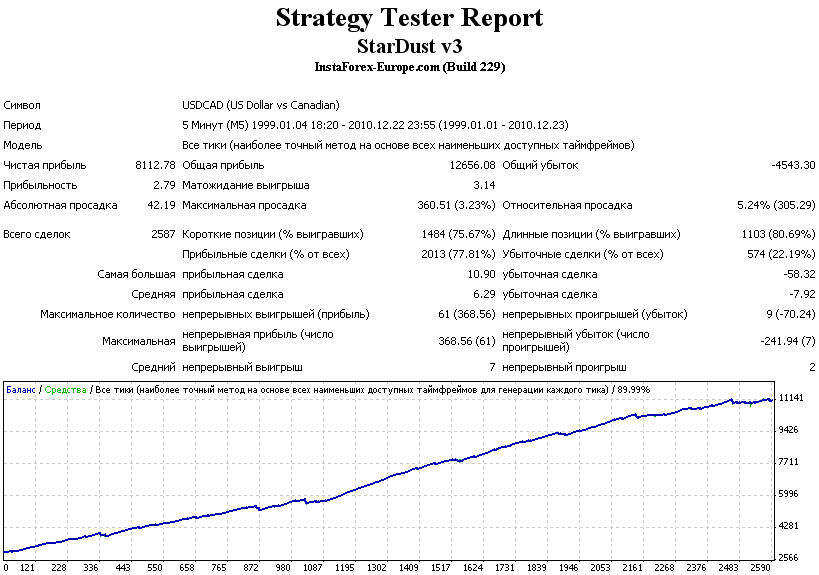 Strategy Tester Report
StarDust v3
InstaForex-Europe.com (Build 229)
Символ USDCAD (US Dollar vs Canadian)
Период 5 Минут (M5) 1999.01.04 18:20 - 2010.12.22 23:55 (1999.01.01 - 2010.12.23)
Модель Все тики (наиболее точный метод на основе всех наименьших доступных таймфреймов)
Чистая прибыль 8112.78 Общая прибыль 12656.08 Общий убыток -4543.30
Прибыльность 2.79 Матожидание выигрыша 3.14
Абсолютная просадка 42.19 Максимальная просадка 360.51 (3.23%) Относительная просадка 5.24% (305.29)
Всего сделок 2587 Короткие позиции (% выигравших) 1484 (75.67%) Длинные позиции (% выигравших) 1103 (80.69%)
Прибыльные сделки (% от всех) 2013 (77.81%) Убыточные сделки (% от всех) 574 (22.19%)
Самая большая прибыльная сделка 10.90 убыточная сделка -58.32
Средняя прибыльная сделка 6.29 убыточная сделка -7.92
Максимальное количество непрерывных выигрышей (прибыль) 61 (368.56) непрерывных проигрышей (убыток) 9 (-70.24)
Максимальная непрерывная прибыль (число выигрышей) 368.56 (61) непрерывный убыток (число проигрышей) -241.94 (7)
Средний непрерывный выигрыш 7 непрерывный проигрыш 2
Баланс / Средства / Все тики (наиболее точный метод на основе всех наименьших доступных таймфреймов для генерации каждого тика) / 89.99%
11141
9426
7711
5996
4281
2566
0 121 228 336 443 550 658 765 872 980 1087 1195 1302 1409 1517 1624 1731 1839 1946 2053 2161 2268 2376 2483 2590